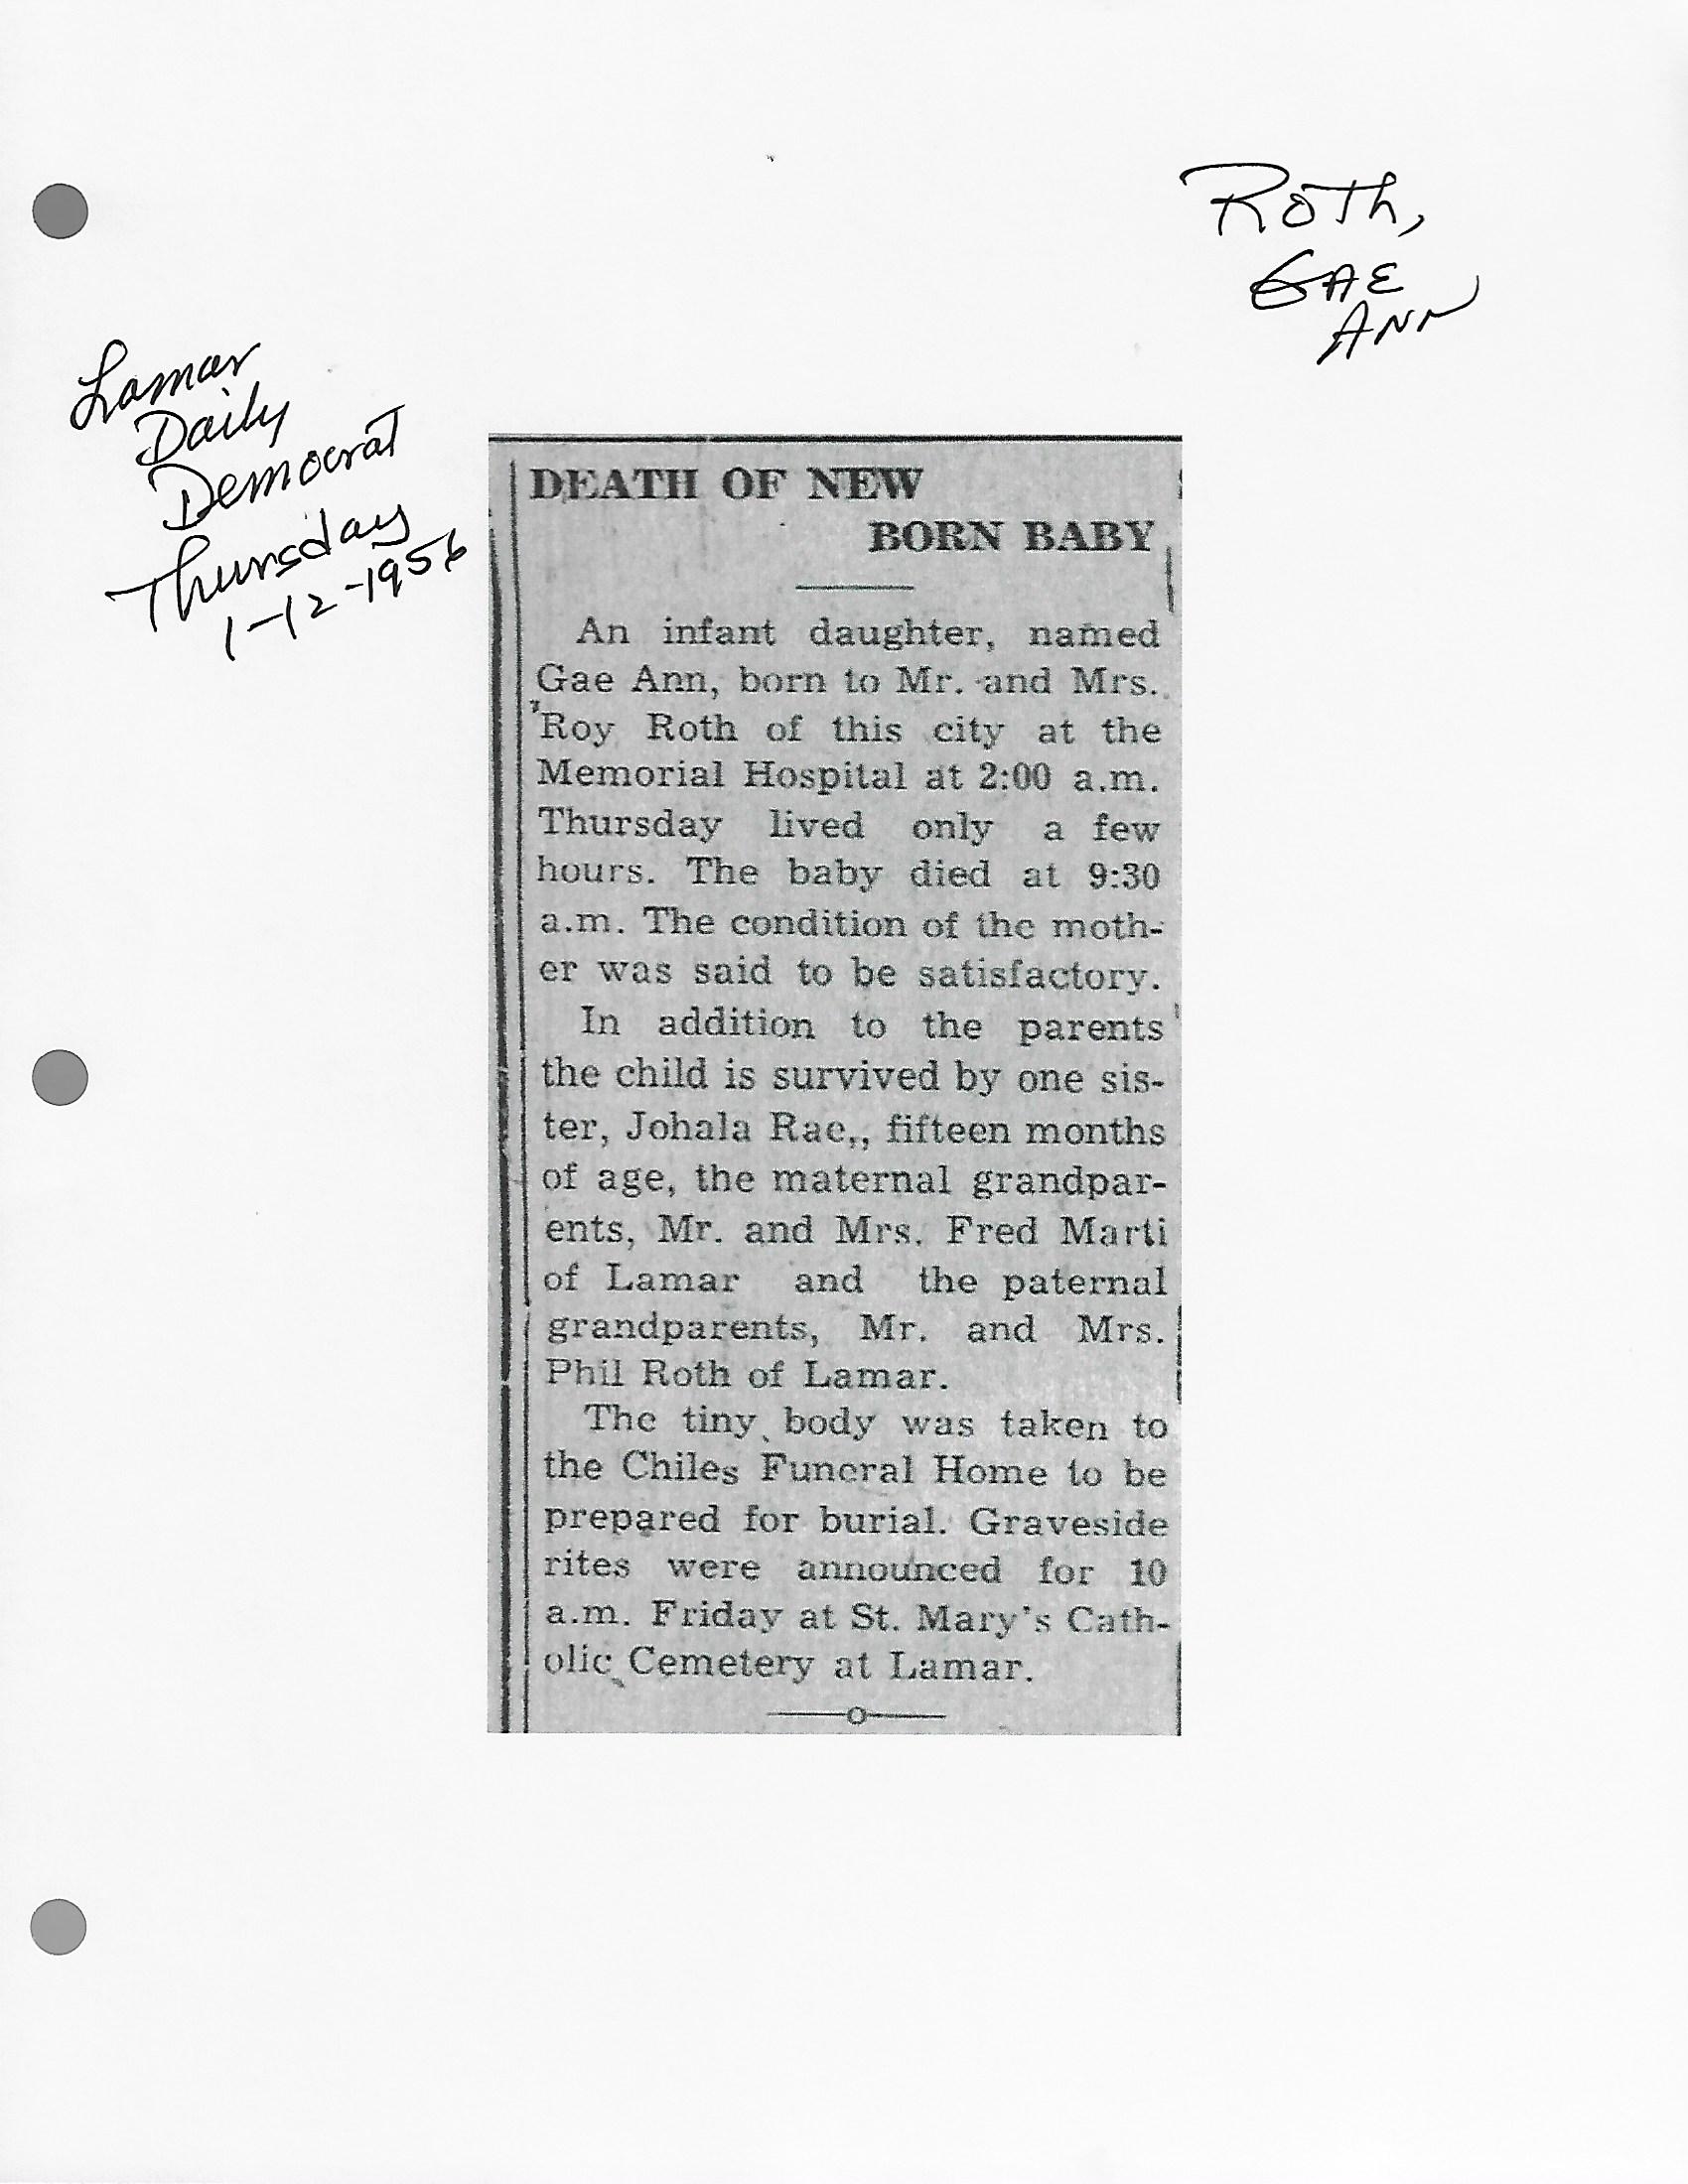 Roth,
GAE
ANN
Lamar
Daily
Democrat
Thursday
1-12-1956
DEATH OF NEW
BORN BABY
An infant daughter, named
Gae Ann, born to Mr. and Mrs.
Roy Roth of this city at the
Memorial Hospital at 2:00 a.m.
Thursday lived only a few
hours. The baby died at 9:30
a.m. The condition of the moth-
er was said to be satisfactory.
In addition to the parents
the child is survived by one sis-
ter, Johala Rae,, fifteen months
of age, the maternal grandpar-
ents, Mr. and Mrs. Fred Marti
of Lamar and the paternal
grandparents, Mr. and Mrs.
Phil Roth of Lamar.
The tiny body was taken to
the Chiles Funeral Home to be
prepared for burial. Graveside
rites were announced for 10
a.m. Friday at St. Mary's Cath-
olic Cemetery at Lamar.